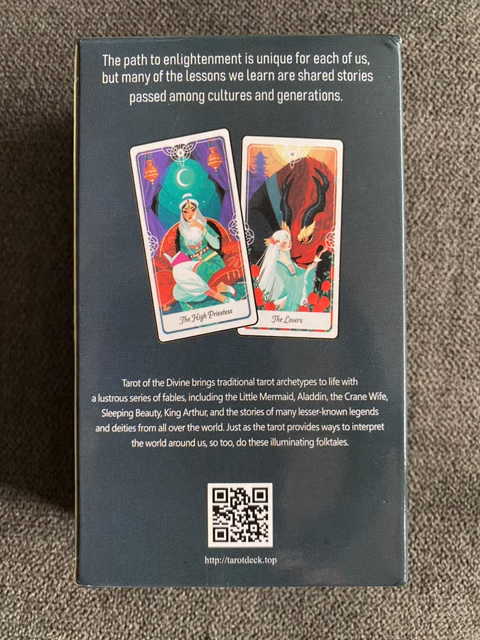 The path to enlightenment is unique for each of us,
but many of the lessons we learn are shared stories
passed among cultures and generations.
The High Priestess
The Lovers
Tarot of the Divine brings traditional tarot archetypes to life with
a lustrous series of fables, including the Little Mermaid, Aladdin, the Crane Wife,
Sleeping Beauty, King Arthur, and the stories of many lesser-known legends
and deities from all over the world. Just as the tarot provides ways to interpret
the world around us, so too, do these illuminating folktales.
http://tarotdeck.top